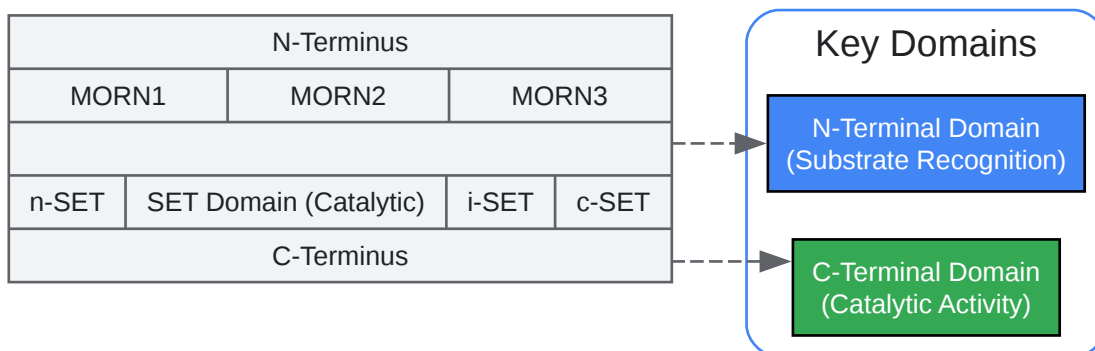 N-Terminus
MORN1 MORN2 MORN3
n-SET SET Domain (Catalytic) i-SET c-SET
C-Terminus
Key Domains
N-Terminal Domain
(Substrate Recognition)
C-Terminal Domain
(Catalytic Activity)